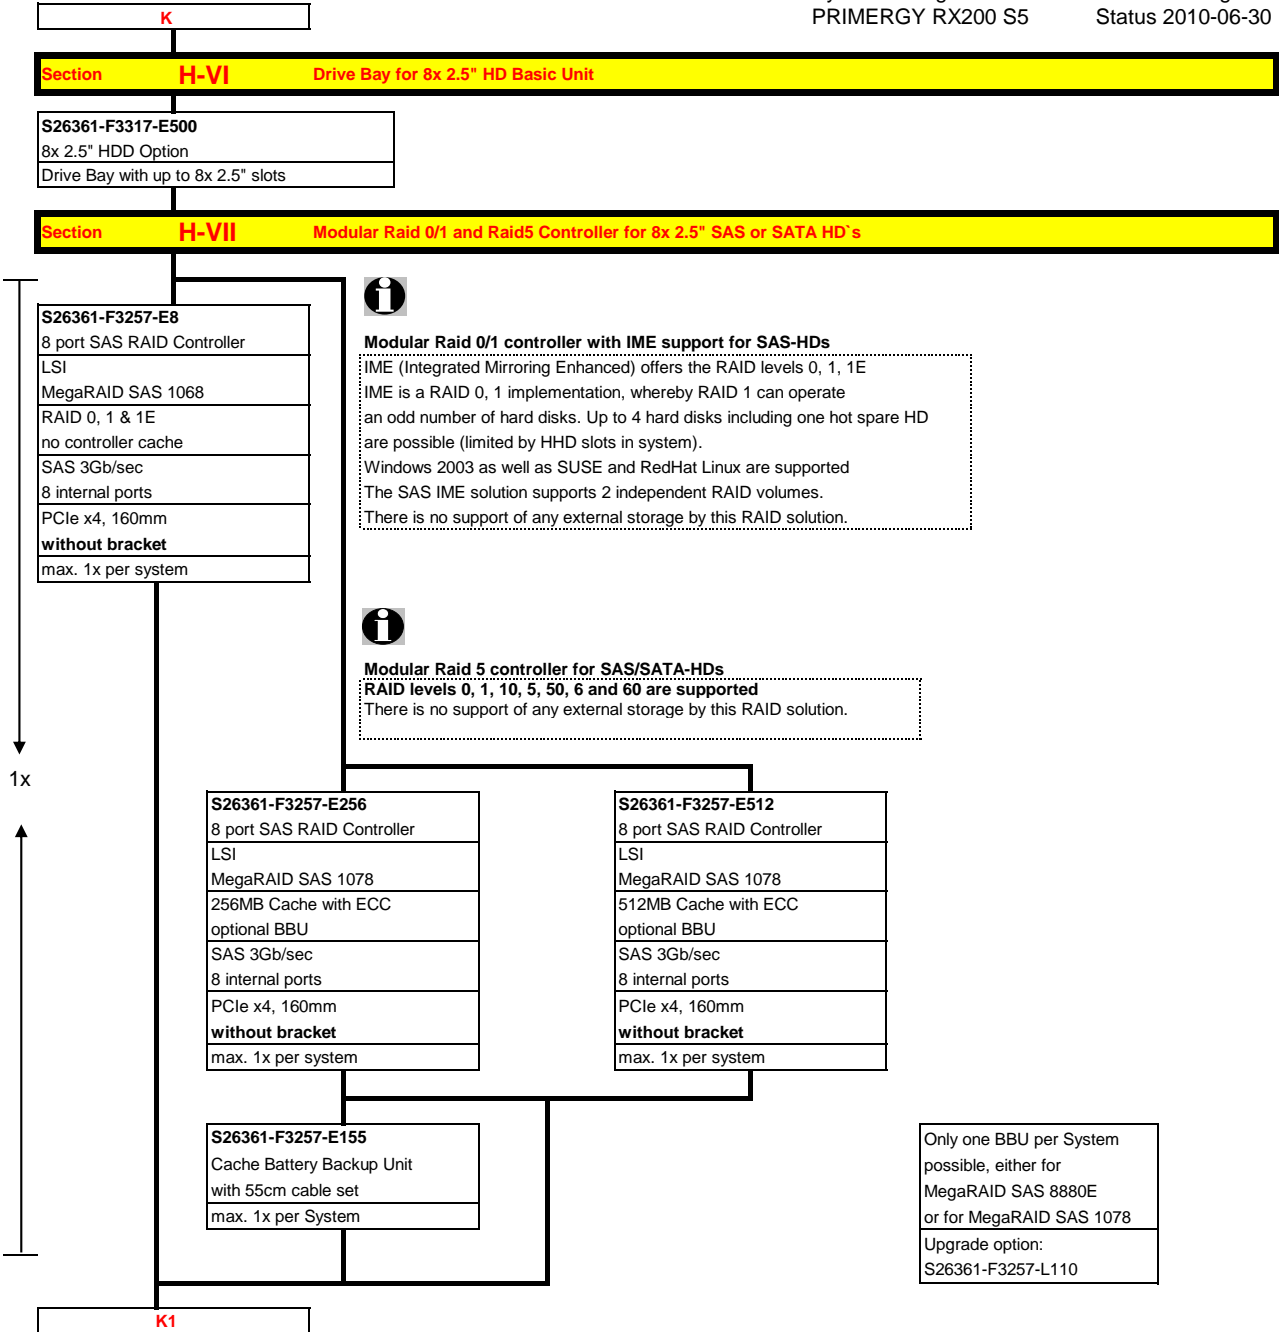 PRIMERGY RX200 S5 Status 2010-06-30
K
Section H-VI Drive Bay for 8x 2.5" HD Basic Unit
S26361-F3317-E500
8x 2.5" HDD Option
Drive Bay with up to 8x 2.5" slots
Section H-VII Modular Raid 0/1 and Raid5 Controller for 8x 2.5" SAS or SATA HD`s
S26361-F3257-E8
8 port SAS RAID Controller
LSI
MegaRAID SAS 1068
RAID 0, 1 & 1E
no controller cache
SAS 3Gb/sec
8 internal ports
PCIe x4, 160mm
without bracket
max. 1x per system
Modular Raid 0/1 controller with IME support for SAS-HDs
IME (Integrated Mirroring Enhanced) offers the RAID levels 0, 1, 1E
IME is a RAID 0, 1 implementation, whereby RAID 1 can operate
an odd number of hard disks. Up to 4 hard disks including one hot spare HD
are possible (limited by HHD slots in system).
Windows 2003 as well as SUSE and RedHat Linux are supported
The SAS IME solution supports 2 independent RAID volumes.
There is no support of any external storage by this RAID solution.
Modular Raid 5 controller for SAS/SATA-HDs
RAID levels 0, 1, 10, 5, 50, 6 and 60 are supported
There is no support of any external storage by this RAID solution.
1x
S26361-F3257-E256
8 port SAS RAID Controller
LSI
MegaRAID SAS 1078
256MB Cache with ECC
optional BBU
SAS 3Gb/sec
8 internal ports
PCIe x4, 160mm
without bracket
max. 1x per system
S26361-F3257-E512
8 port SAS RAID Controller
LSI
MegaRAID SAS 1078
512MB Cache with ECC
optional BBU
SAS 3Gb/sec
8 internal ports
PCIe x4, 160mm
without bracket
max. 1x per system
S26361-F3257-E155
Cache Battery Backup Unit
with 55cm cable set
max. 1x per System
Only one BBU per System
possible, either for
MegaRAID SAS 8880E
or for MegaRAID SAS 1078
Upgrade option:
S26361-F3257-L110
K1